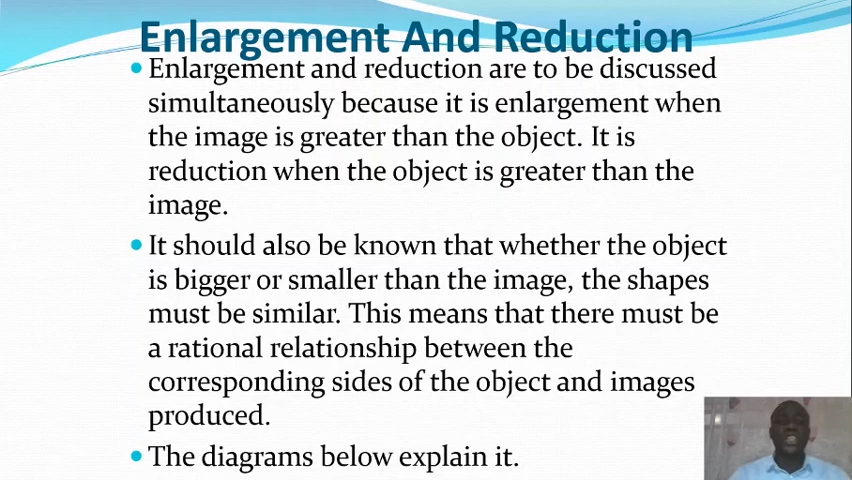 Enlargement And Reduction
Enlargement and reduction are to be discussed
simultaneously because it is enlargement when
the image is greater than the object. It is
reduction when the object is greater than the
image.
It should also be known that whether the object
is bigger or smaller than the image, the shapes
must be similar. This means that there must be
a rational relationship between the
corresponding sides of the object and images
produced.
The diagrams below explain it.